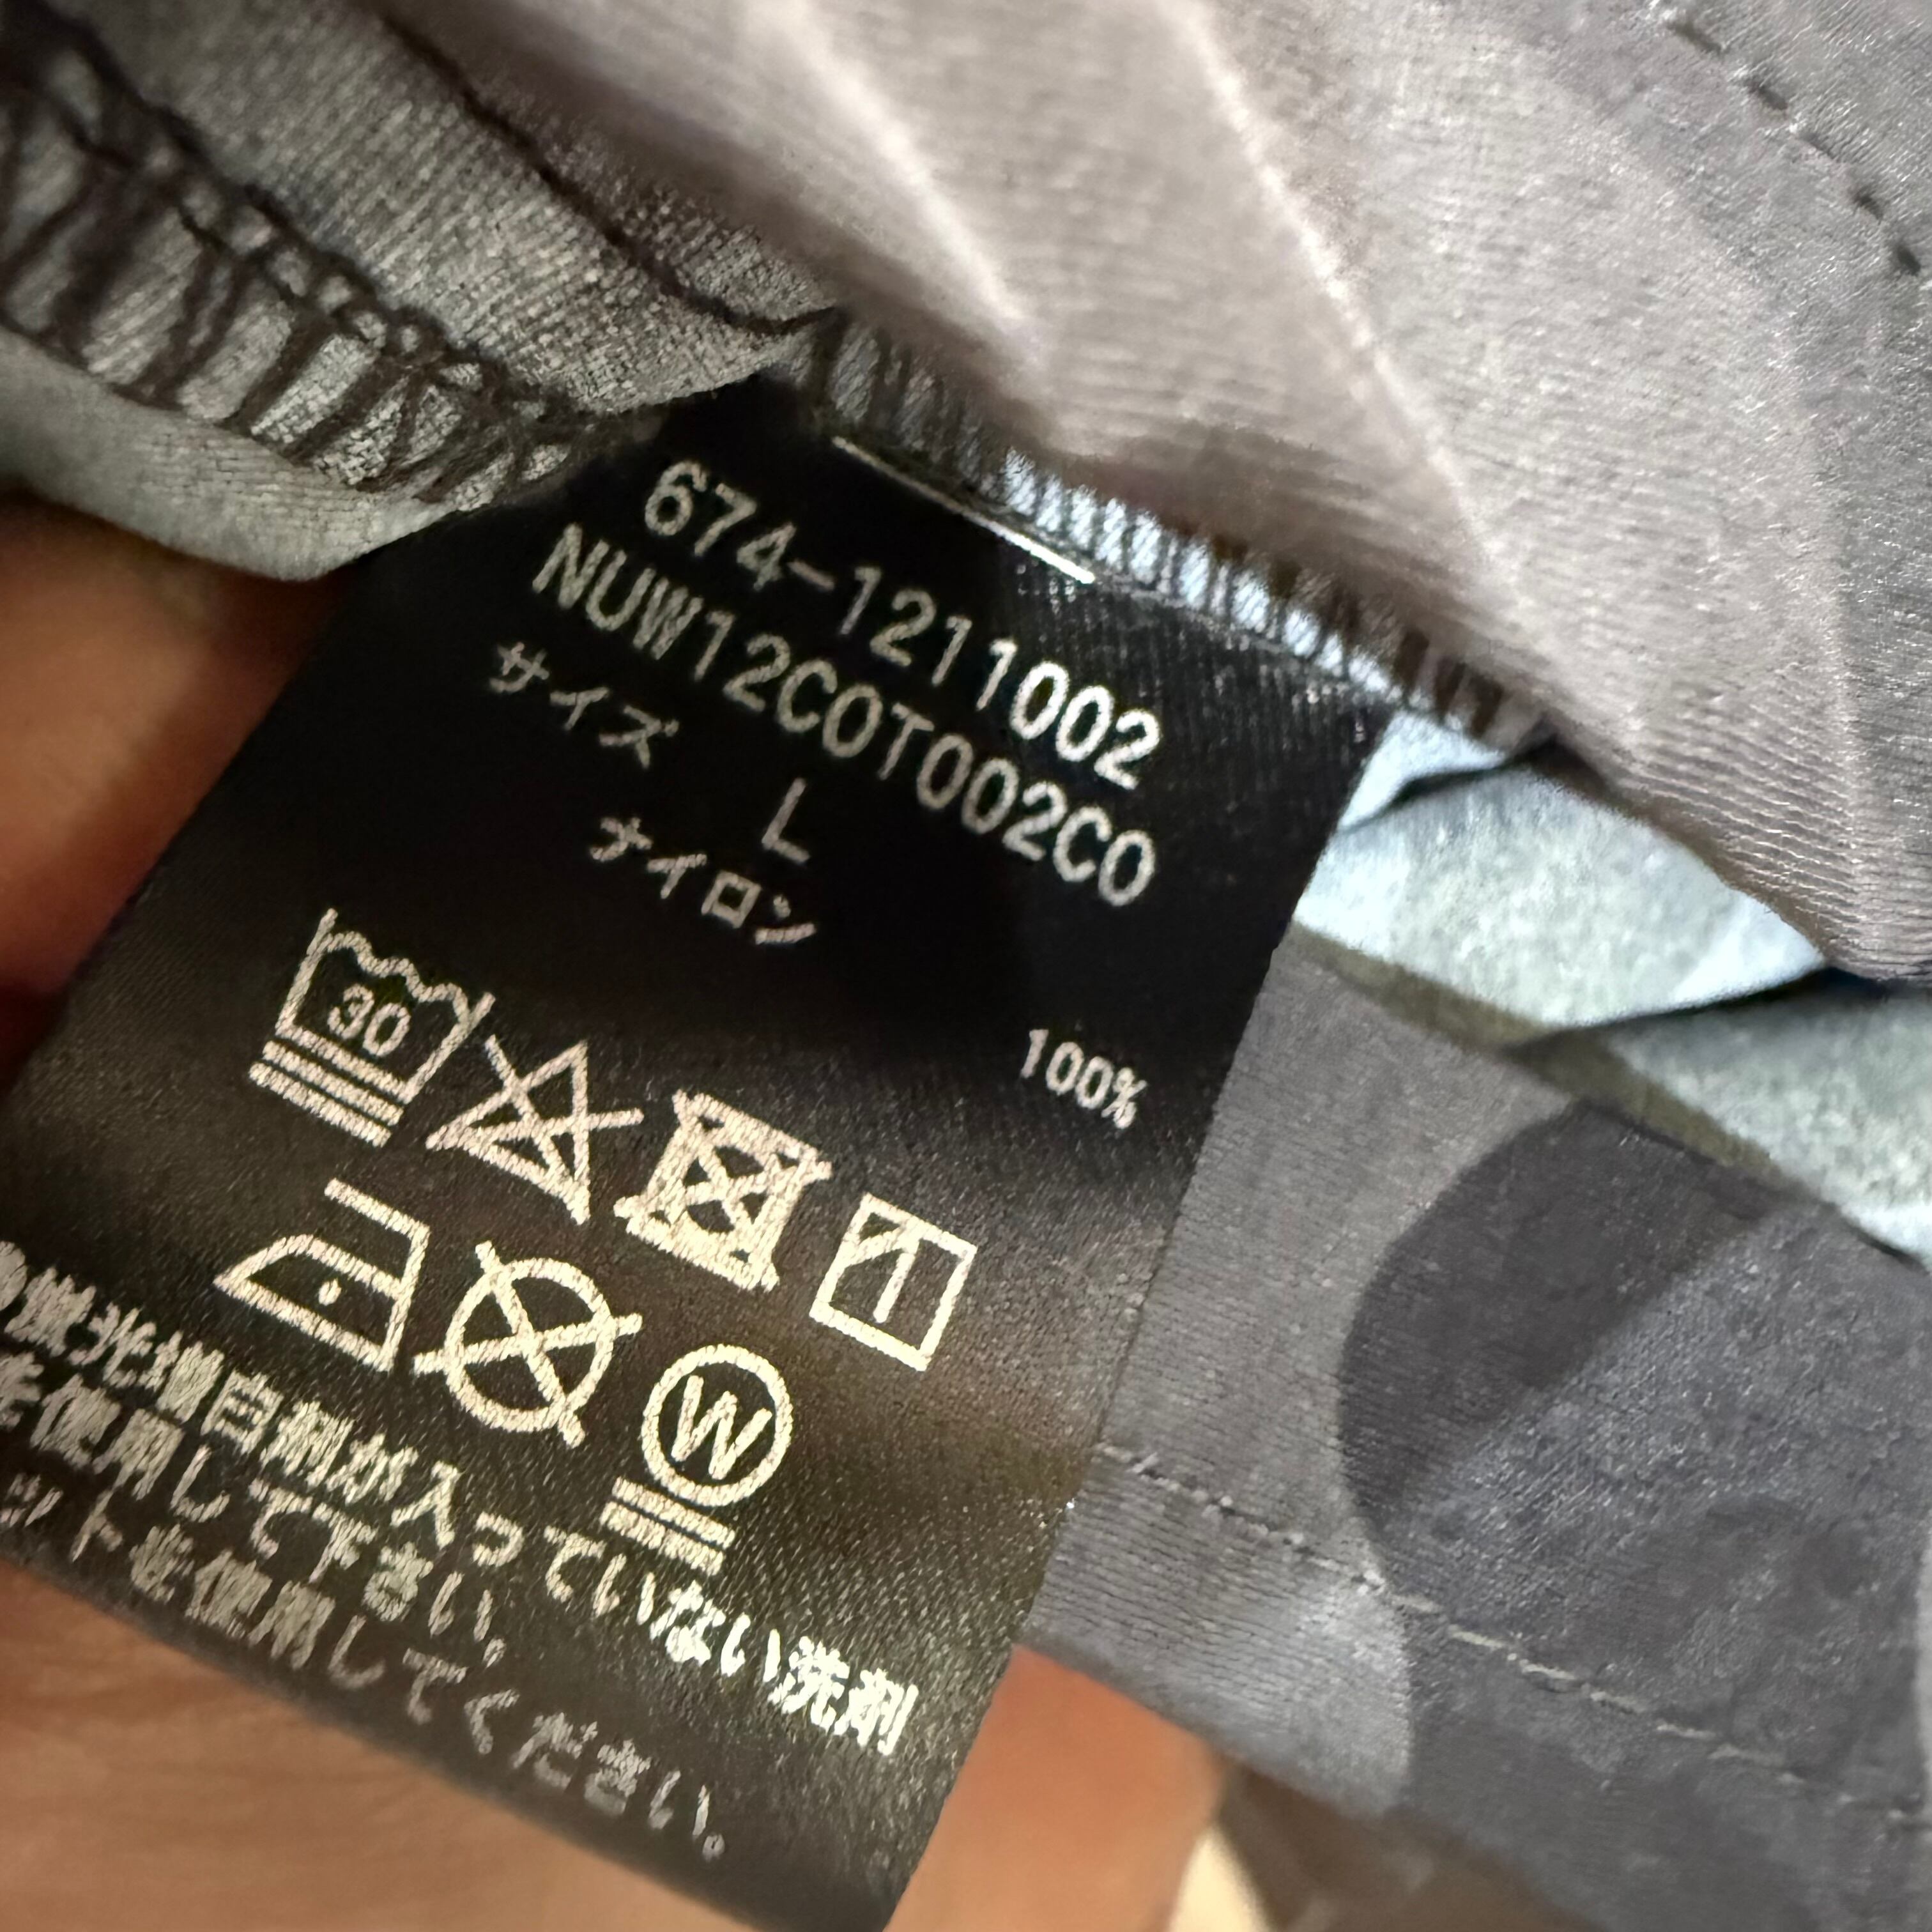 674-1211002
NUW12COT002CO
サイズ L
ナイロン 100%
30
W
蛍光増白剤が入っていない洗剤
を使用して下さい。
ットを使用してください。